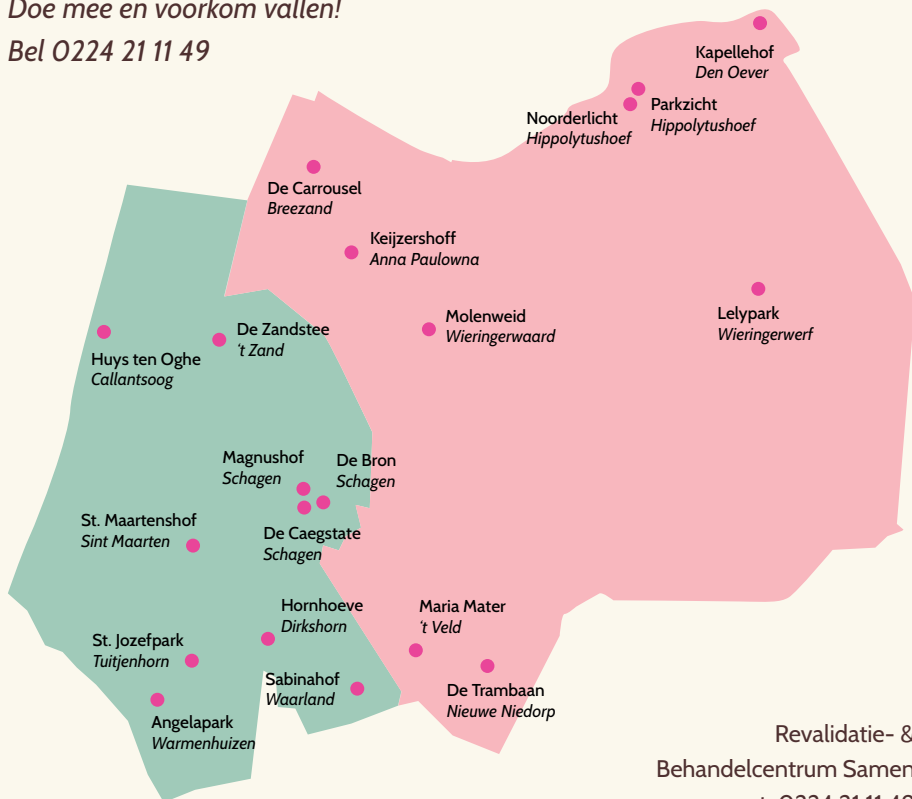 Doe mee en voorkom vallen!
Bel 0224 21 11 49
Kapellehof
Den Oever
Parkzicht
Hippolytushoef
Noorderlicht
Hippolytushoef
De Carrousel
Breezand
Keijzershoff
Anna Paulowna
Molenweid
Wieringerwaard
Lelypark
Wieringerwerf
De Zandstee
't Zand
Huys ten Oghe
Callantsoog
Magnushof
Schagen
De Bron
Schagen
St. Maartenshof
Sint Maarten
De Caegstate
Schagen
Hornhoeve
Dirkshorn
Maria Mater
't Veld
St. Jozefpark
Tuitjenhorn
Sabinahof
Waarland
De Trambaan
Nieuwe Niedorp
Angelapark
Warmenhuizen
Revalidatie- &
Behandelcentrum Samen